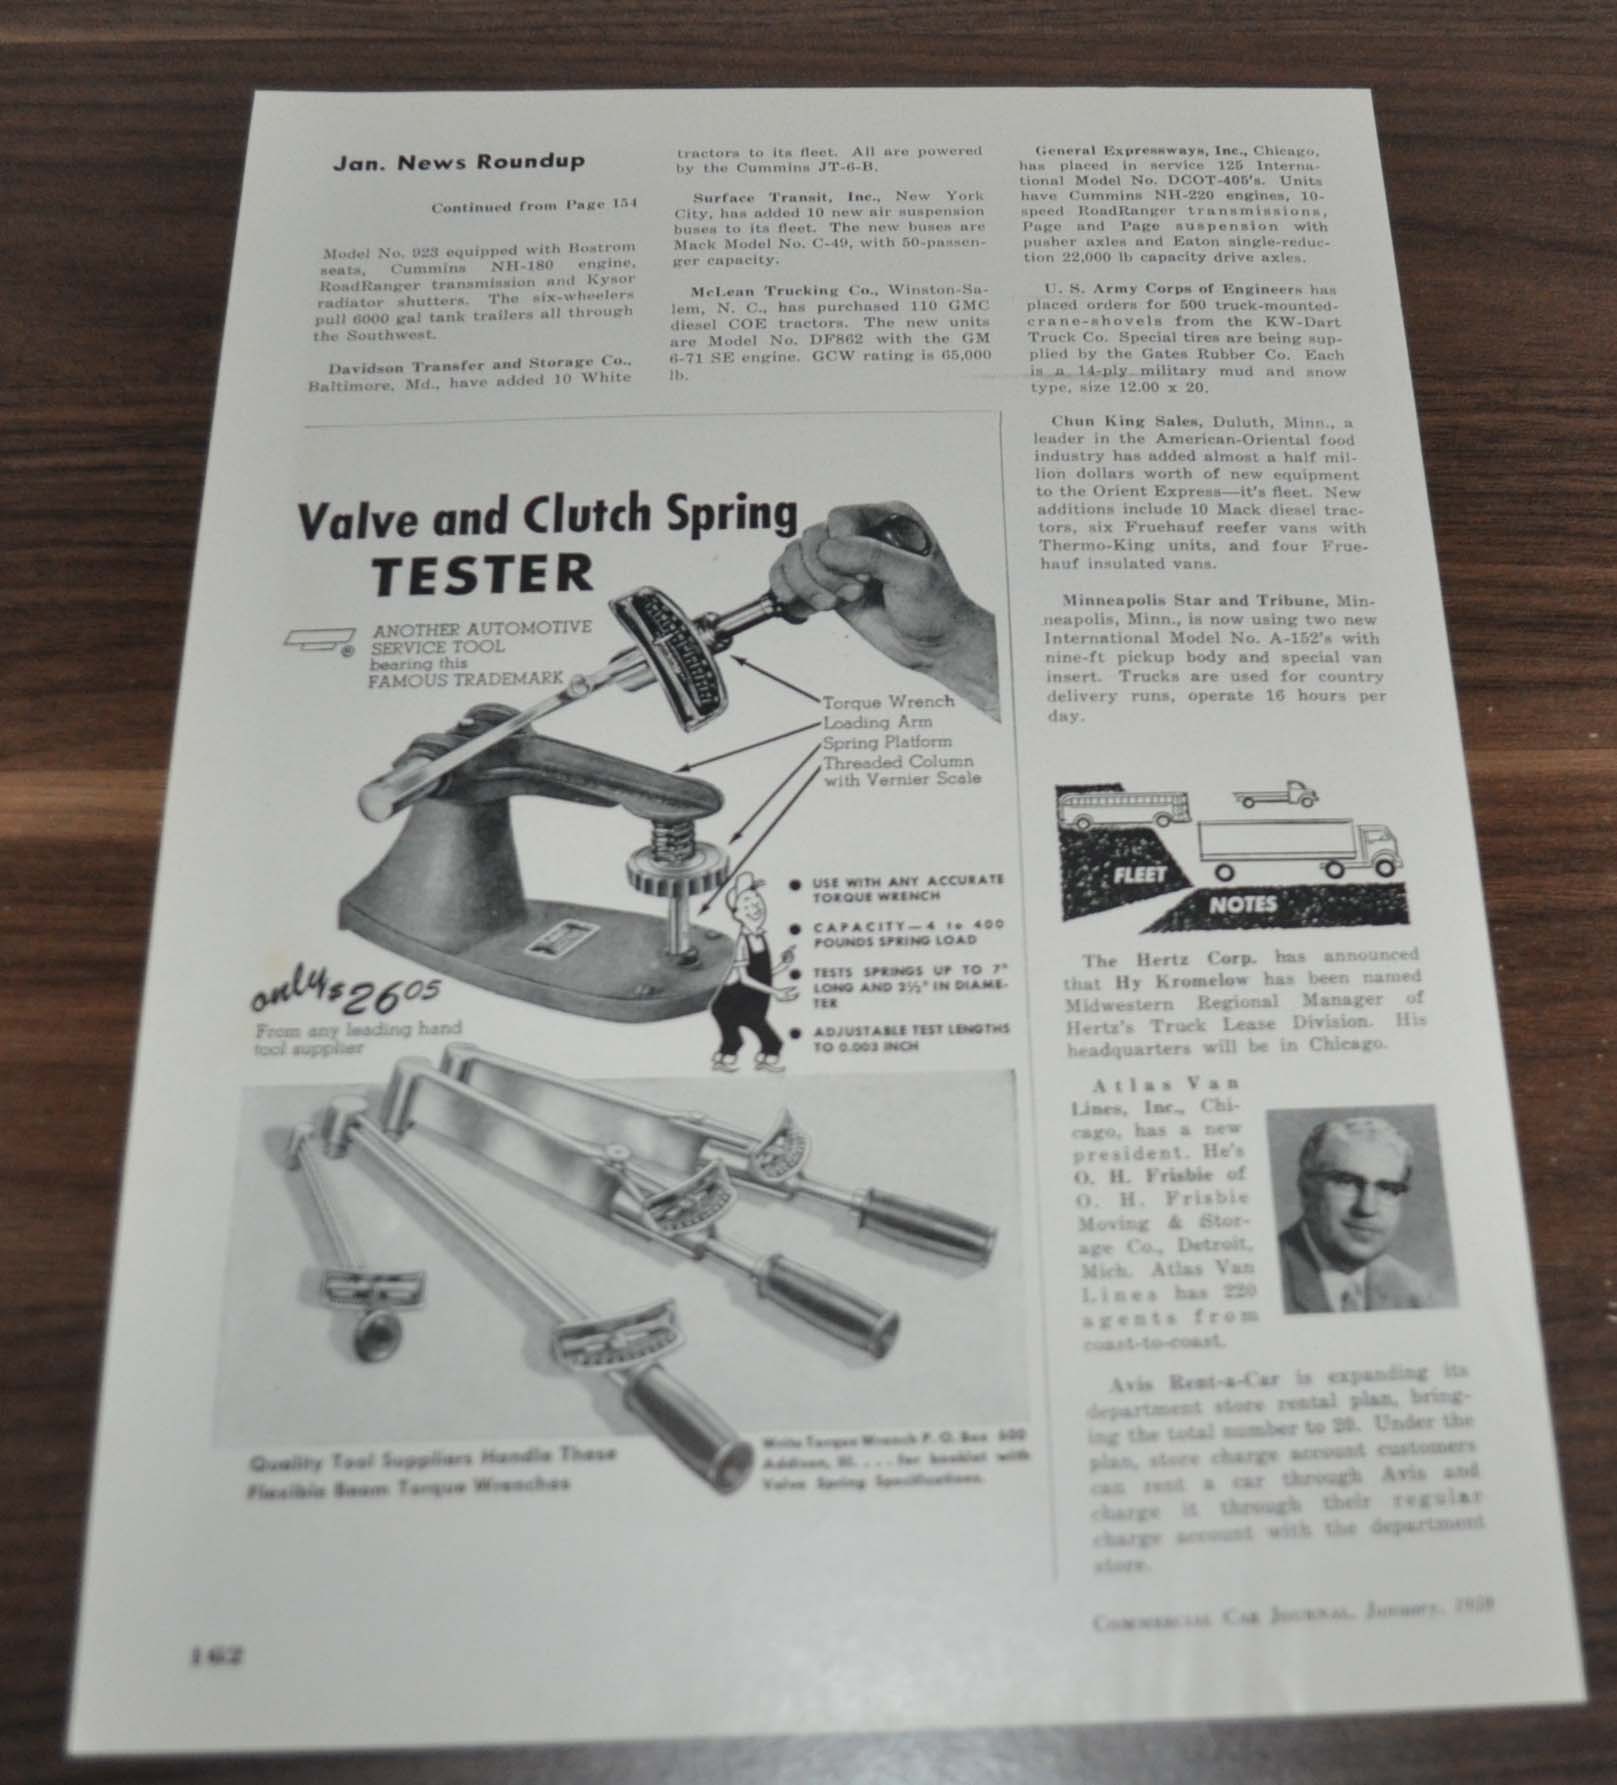 Jan. News Roundup
Continued from Page 154
Model No. 923 equipped with Bostrom
seats, Cummins NH-180 engine,
RoadRanger transmission and Kysor
radiator shutters. The six-wheelers
pull 6000 gal tank trailers all through
the Southwest.
Davidson Transfer and Storage Co.,
Baltimore, Md., have added 10 White
tractors to its fleet. All are powered
by the Cummins JT-6-B.
Surface Transit, Inc., New York
City, has added 10 new air suspension
buses to its fleet. The new buses are
Mack Model No. C-49, with 50-passen-
ger capacity.
McLean Trucking Co., Winston-Sa-
lem, N. C., has purchased 110 GMC
diesel COE tractors. The new units
are Model No. DF862 with the GM
6-71 SE engine. GCW rating is 65,000
lb.
General Expressways, Inc., Chicago,
has placed in service 125 Interna-
tional Model No. DCOT-405's. Units
have Cummins NH-220 engines, 10-
speed RoadRanger transmissions,
Page and Page suspension with
pusher axles and Eaton single-reduc-
tion 22,000 lb capacity drive axles.
U. S. Army Corps of Engineers has
placed orders for 500 truck-mounted-
crane-shovels from the KW-Dart
Truck Co. Special tires are being sup-
plied by the Gates Rubber Co. Each
is a 14-ply military mud and snow
type, size 12.00 x 20.
Chun King Sales, Duluth, Minn., a
leader in the American-Oriental food
industry has added almost a half mil-
lion dollars worth of new equipment
to the Orient Express—it's fleet. New
additions include 10 Mack diesel trac-
tors, six Fruehauf reefer vans with
Thermo-King units, and four Frue-
hauf insulated vans.
Minneapolis Star and Tribune, Min-
neapolis, Minn., is now using two new
International Model No. A-152's with
nine-ft pickup body and special van
insert. Trucks are used for country
delivery runs, operate 16 hours per
day.
Valve and Clutch Spring
TESTER
ANOTHER AUTOMOTIVE
SERVICE TOOL
bearing this
FAMOUS TRADEMARK
Torque Wrench
Loading Arm
Spring Platform
Threaded Column
with Vernier Scale
● USE WITH ANY ACCURATE
TORQUE WRENCH
● CAPACITY—4 to 400
POUNDS SPRING LOAD
● TESTS SPRINGS UP TO 7"
LONG AND 2½" IN DIAME-
TER
● ADJUSTABLE TEST LENGTHS
TO 0.003 INCH
only $26.05
From any leading hand
tool supplier
Quality Tool Suppliers Handle These
Flexible Beam Torque Wrenches
Write Torque Wrench P. O. Box 600
Addison, Ill. . . . for booklet with
Valve Spring Specifications.
FLEET
NOTES
The Hertz Corp. has announced
that Hy Kromelow has been named
Midwestern Regional Manager of
Hertz's Truck Lease Division. His
headquarters will be in Chicago.
Atlas Van
Lines, Inc., Chi-
cago, has a new
president. He's
O. H. Frisbie of
O. H. Frisbie
Moving & Stor-
age Co., Detroit,
Mich. Atlas Van
Lines has 220
agents from
coast-to-coast.
Avis Rent-a-Car is expanding its
department store rental plan, bring-
ing the total number to 20. Under the
plan, store charge account customers
can rent a car through Avis and
charge it through their regular
charge account with the department
store.
COMMERCIAL CAR JOURNAL, January,
162